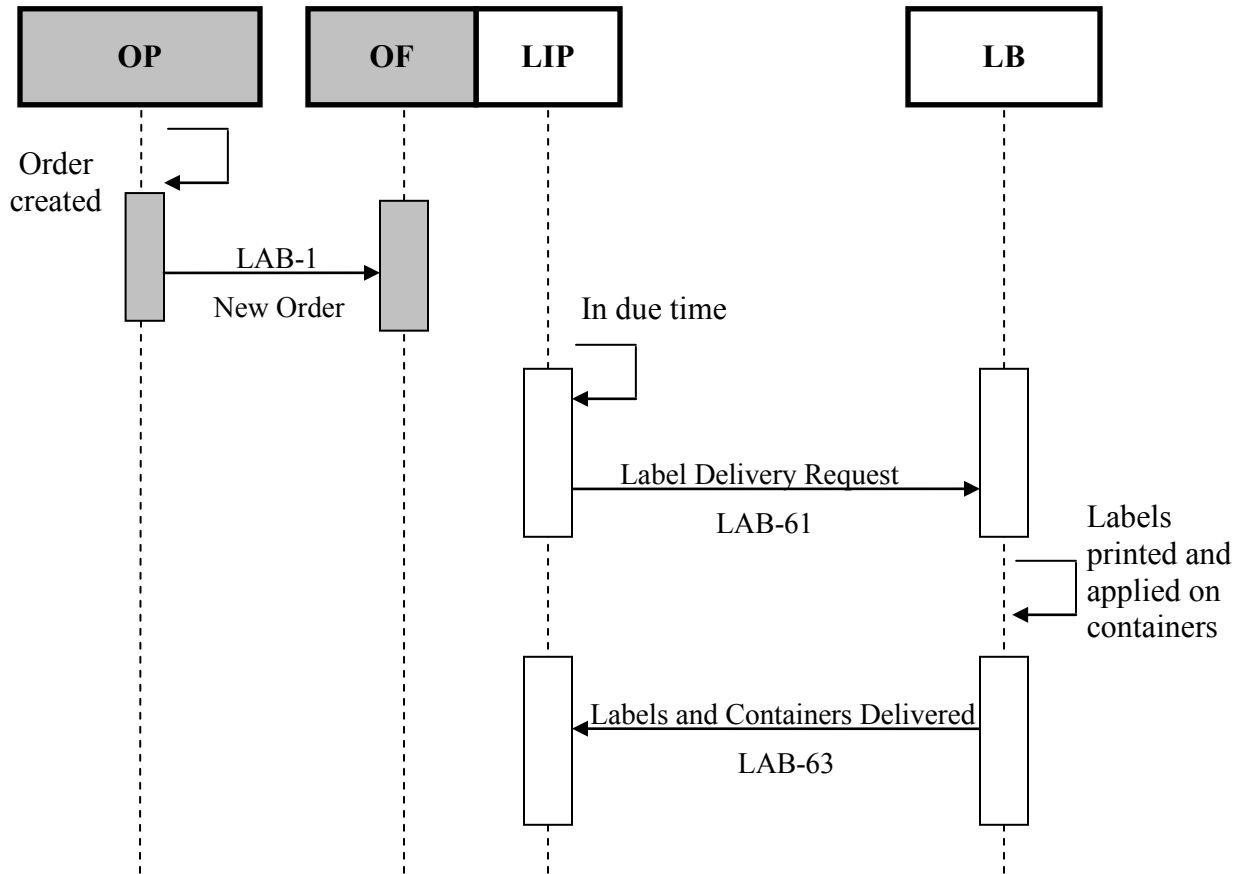 OP
OF
LIP
LB
Order
created
LAB-1
New Order
In due time
Label Delivery Request
LAB-61
Labels
printed and
applied on
containers
Labels and Containers Delivered
LAB-63